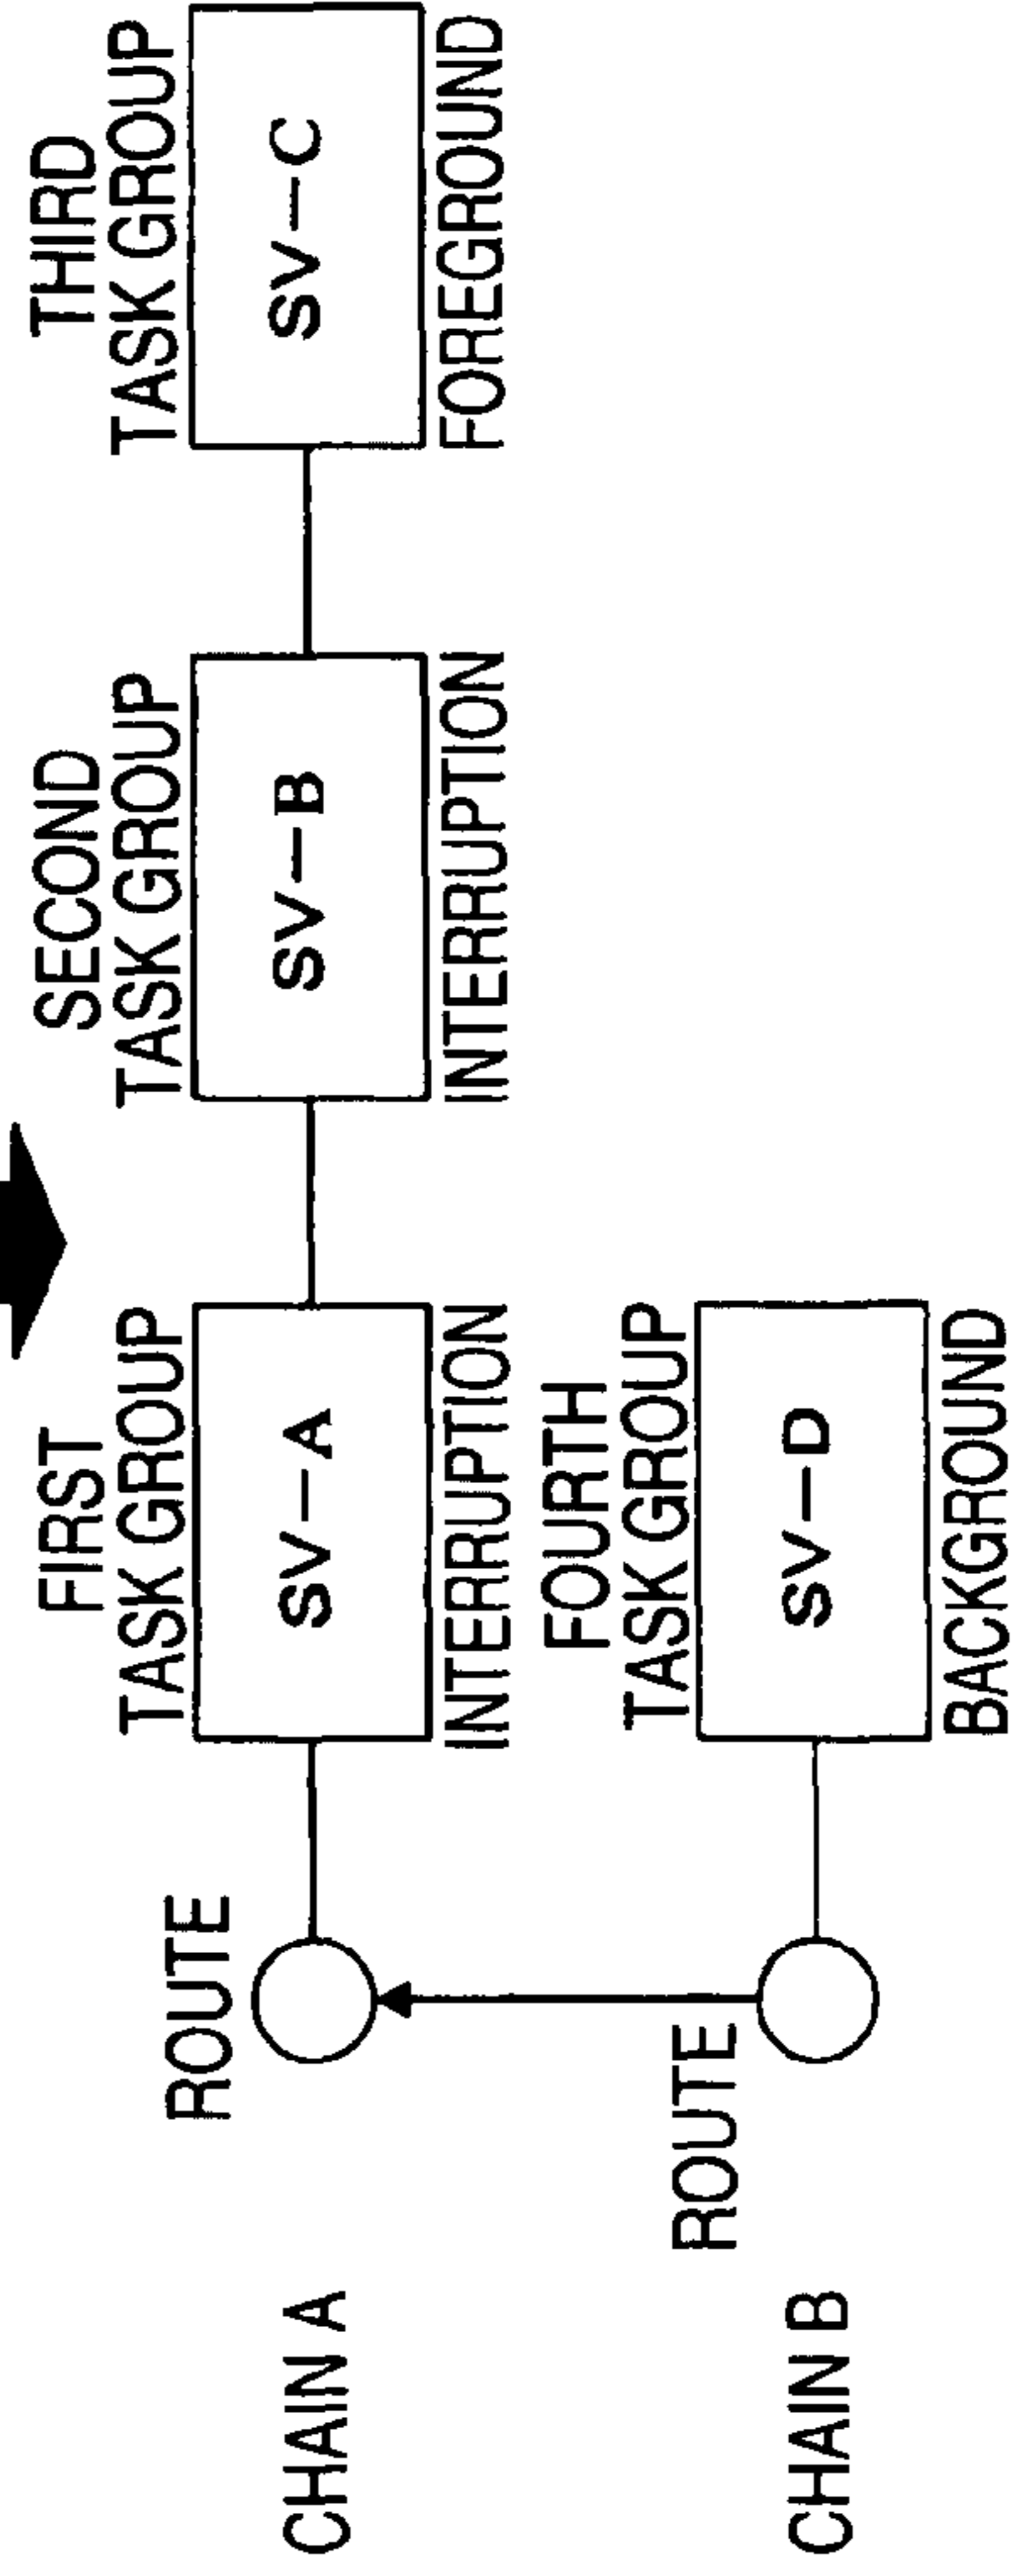 FIRST
TASK GROUP
SECOND
TASK GROUP
THIRD
TASK GROUP
ROUTE
CHAIN A
SV-A
SV-B
SV-C
INTERRUPTION
INTERRUPTION
FOREGROUND
FOURTH
TASK GROUP
ROUTE
CHAIN B
SV-D
BACKGROUND